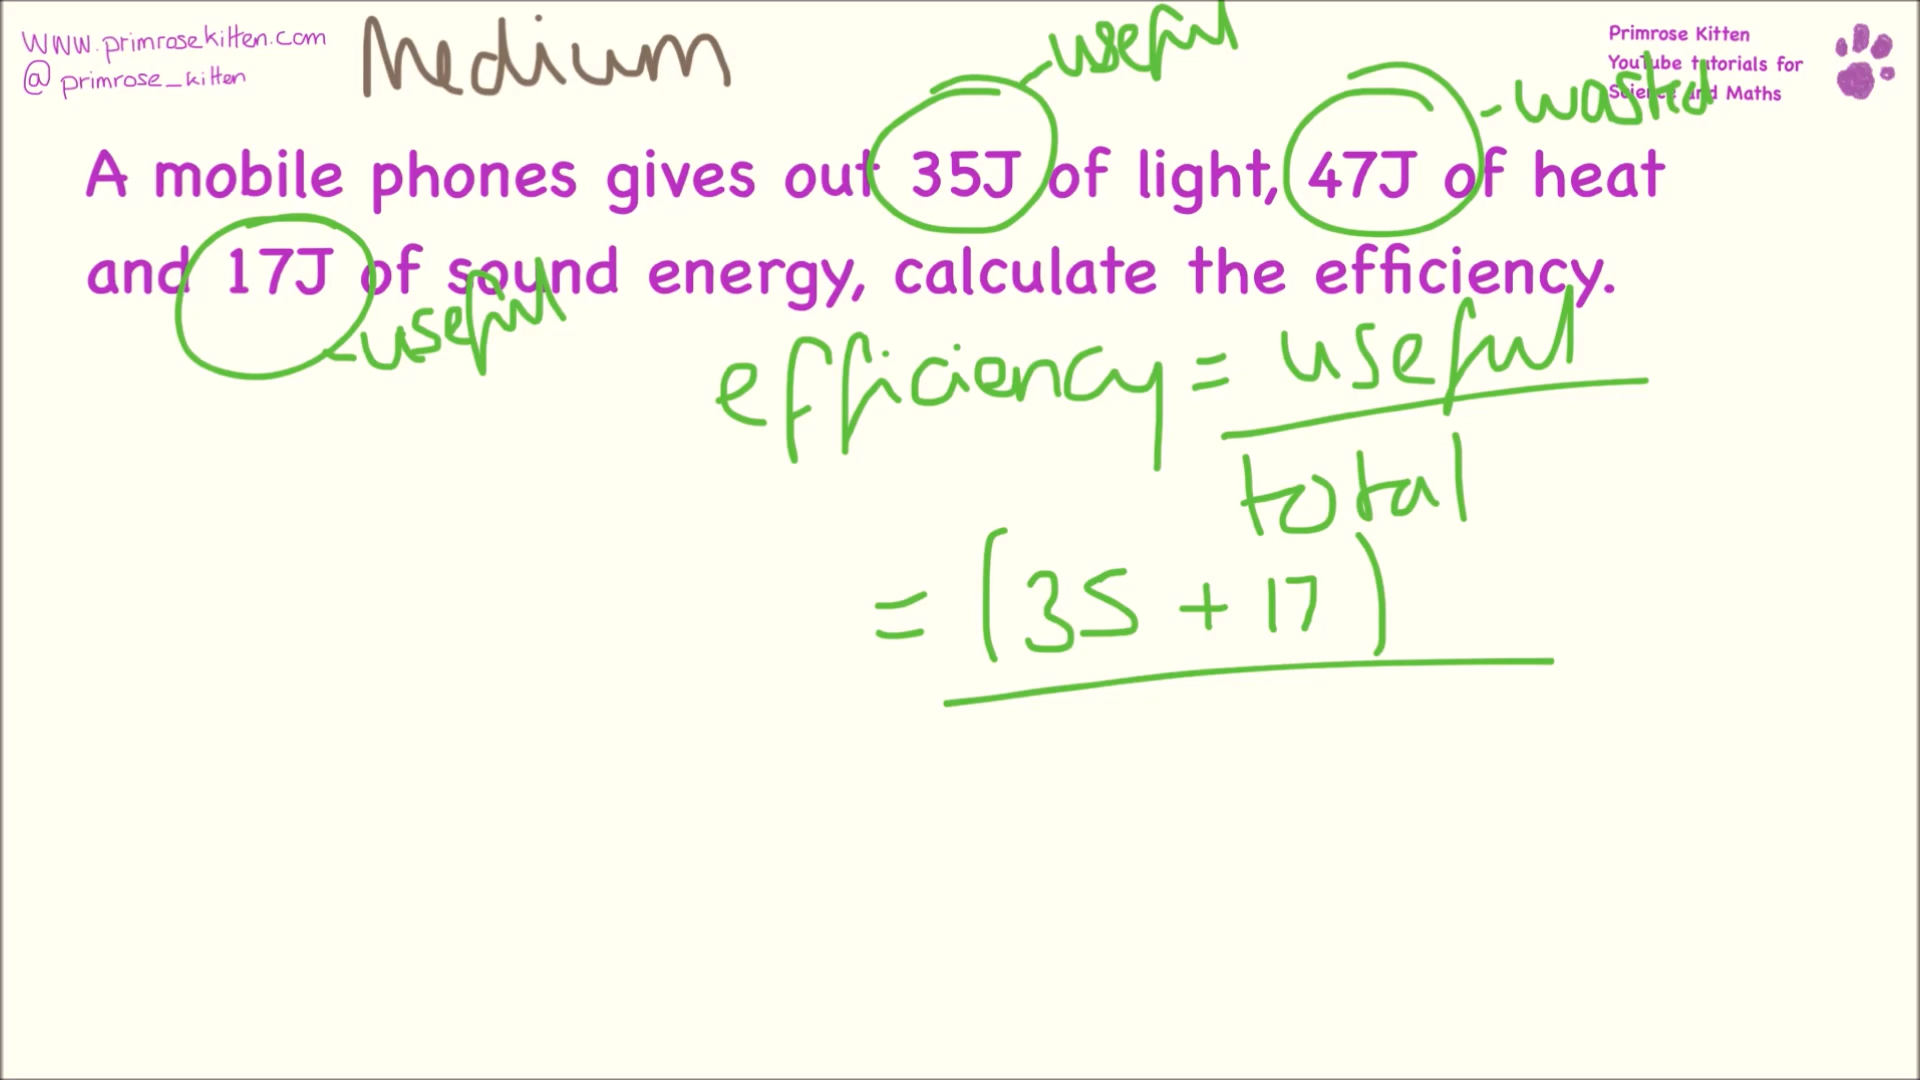 www.primrosekitten.com
@primrose_kitten
Medium
Primrose Kitten
YouTube tutorials for
Science and Maths
useful
wasted
A mobile phones gives out 35J of light, 47J of heat
and 17J of sound energy, calculate the efficiency.
useful
efficiency = useful
total
= (35 + 17)